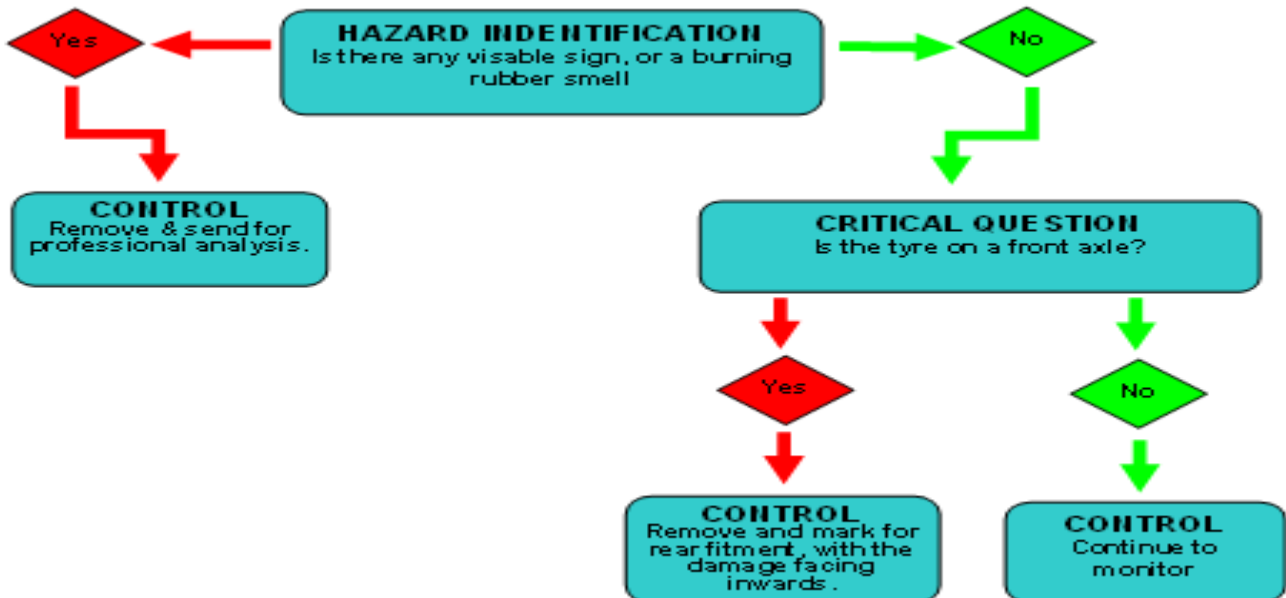 Yes
HAZARD INDENTIFICATION
Is there any visable sign, or a burning
rubber smell
No
CONTROL
Remove & send for
professional analysis.
CRITICAL QUESTION
Is the tyre on a front axle?
Yes
No
CONTROL
Remove and mark for
rear fitment, with the
damage facing
inwards.
CONTROL
Continue to
monitor